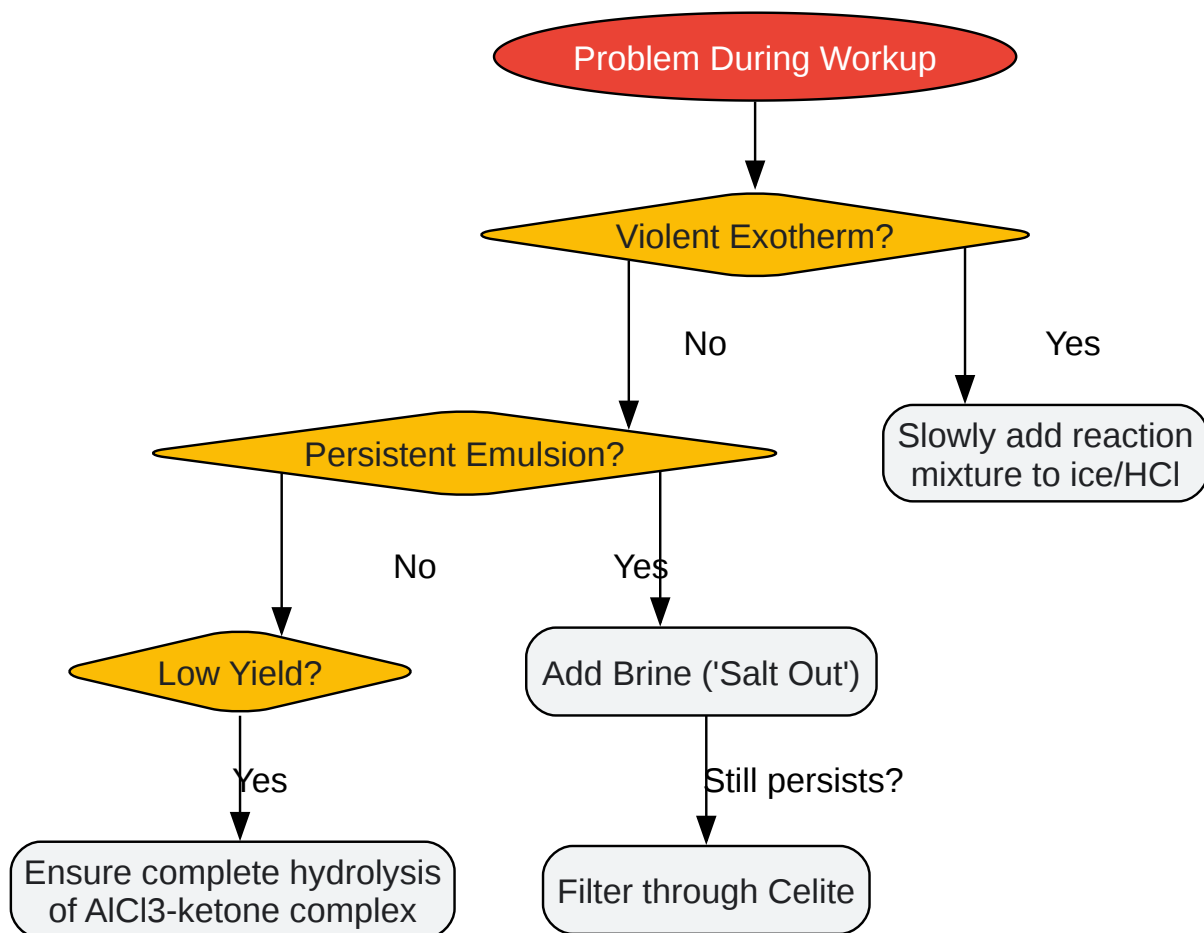 Problem During Workup
Violent Exotherm?
No
Yes
Slowly add reaction
mixture to ice/HCl
Persistent Emulsion?
No
Yes
Low Yield?
Add Brine ('Salt Out')
Yes
Still persists?
Ensure complete hydrolysis
of AlCl3-ketone complex
Filter through Celite